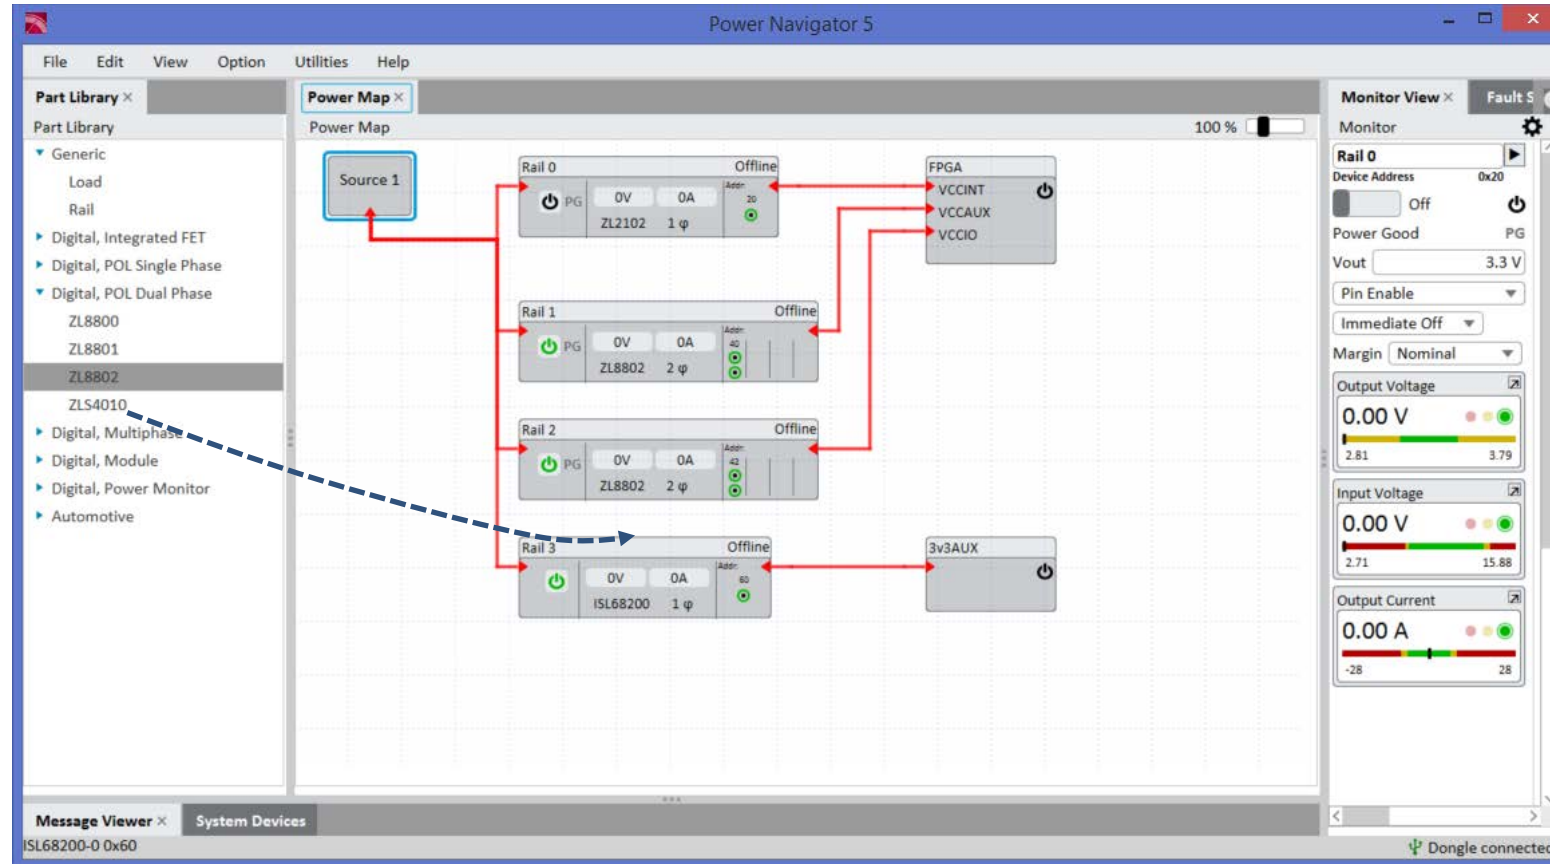 Power Navigator 5
File Edit View Option Utilities Help
Part Library ×
Part Library
Generic
Load
Rail
Digital, Integrated FET
Digital, POL Single Phase
Digital, POL Dual Phase
ZL8800
ZL8801
ZL8802
ZLS4010
Digital, Multiphase
Digital, Module
Digital, Power Monitor
Automotive
Power Map ×
Power Map 100 %
Source 1
Rail 0 Offline
PG 0V 0A Addr: 20
ZL2102 1 φ
FPGA
VCCINT
VCCAUX
VCCIO
Rail 1 Offline
PG 0V 0A Addr: 40
ZL8802 2 φ
Rail 2 Offline
PG 0V 0A Addr: 42
ZL8802 2 φ
Rail 3 Offline
0V 0A Addr: 60
ISL68200 1 φ
3v3AUX
Monitor View × Fault S
Monitor
Rail 0
Device Address 0x20
Off
Power Good PG
Vout 3.3 V
Pin Enable
Immediate Off
Margin Nominal
Output Voltage
0.00 V
2.81 3.79
Input Voltage
0.00 V
2.71 15.88
Output Current
0.00 A
-28 28
Message Viewer × System Devices
ISL68200-0 0x60 Dongle connected